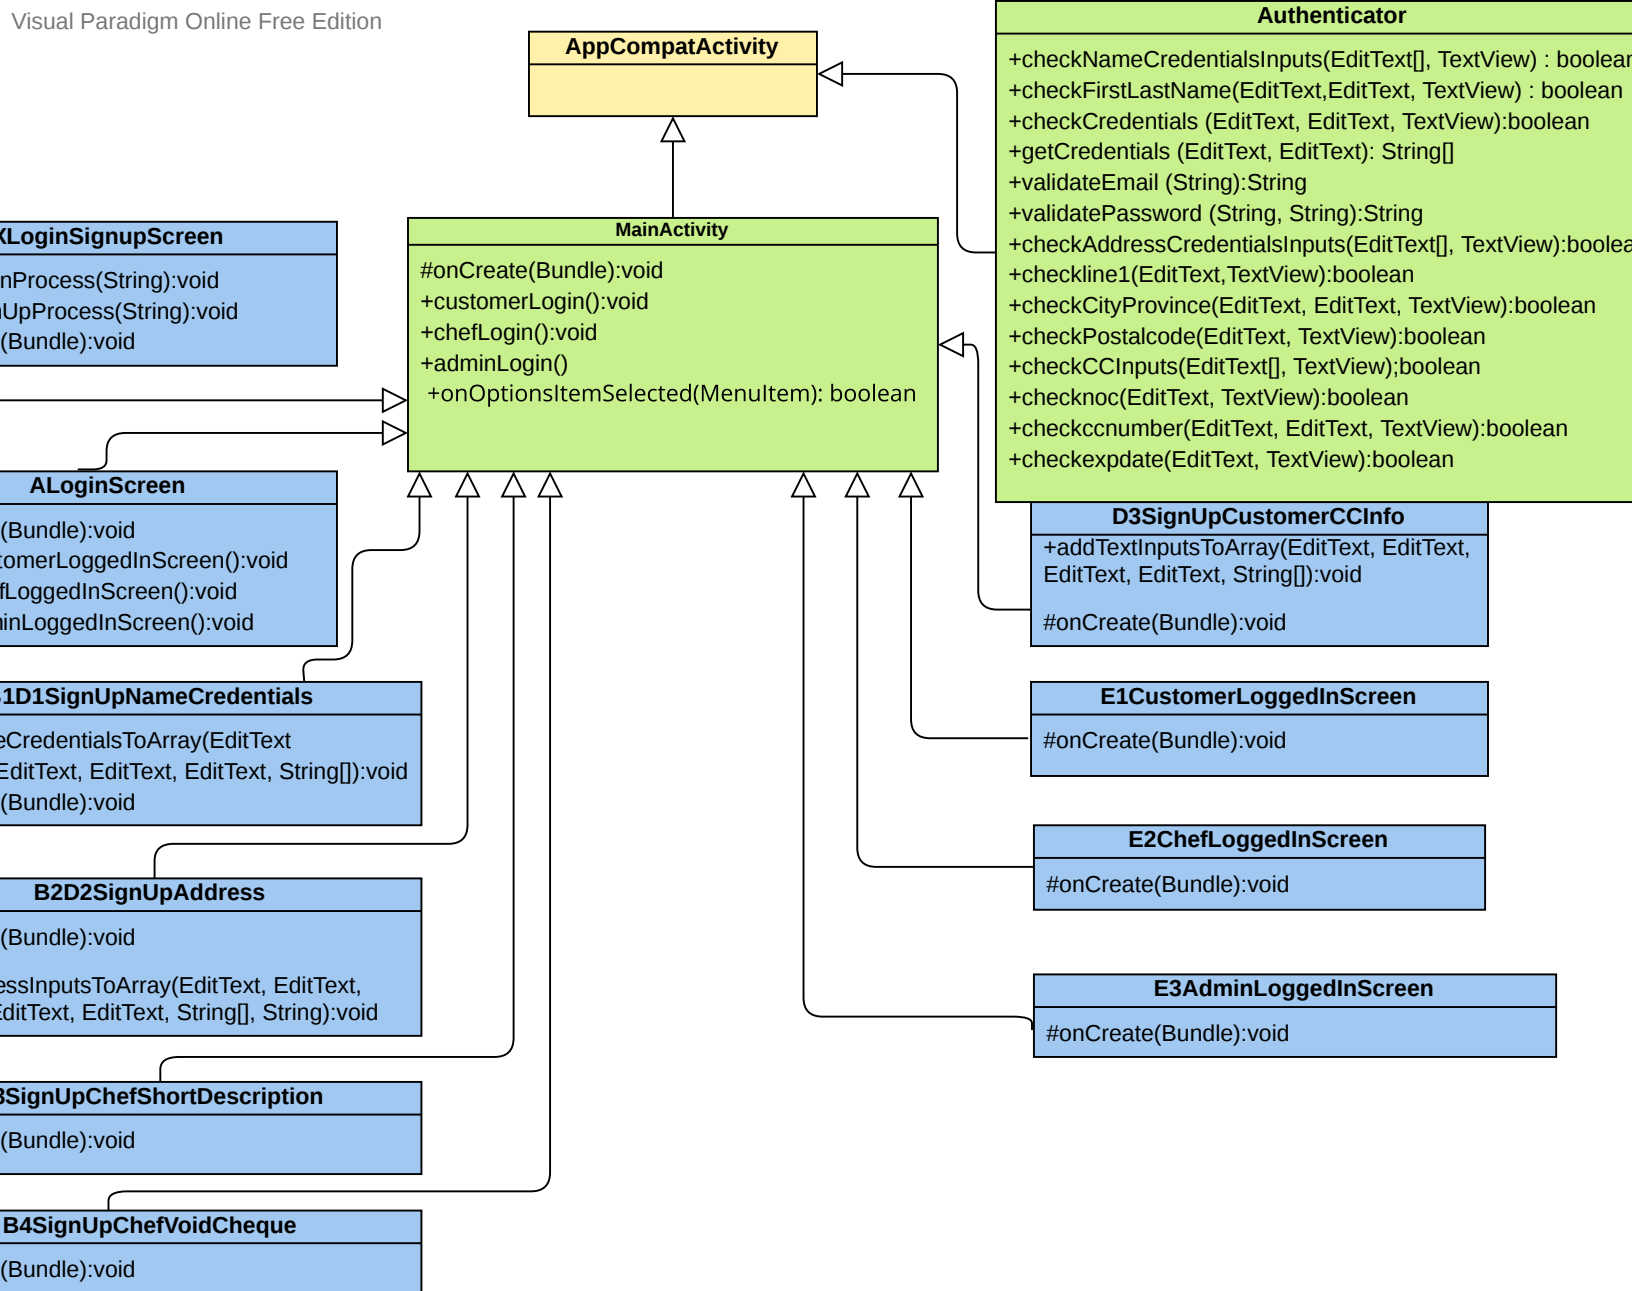 Visual Paradigm Online Free Edition
AppCompatActivity
Authenticator
+checkNameCredentialsInputs(EditText[], TextView) : boolean
+checkFirstLastName(EditText,EditText, TextView) : boolean
+checkCredentials (EditText, EditText, TextView):boolean
+getCredentials (EditText, EditText): String[]
+validateEmail (String):String
+validatePassword (String, String):String
+checkAddressCredentialsInputs(EditText[], TextView):boolea
+checkline1(EditText,TextView):boolean
+checkCityProvince(EditText, EditText, TextView):boolean
+checkPostalcode(EditText, TextView):boolean
+checkCCInputs(EditText[], TextView);boolean
+checknoc(EditText, TextView):boolean
+checkccnumber(EditText, EditText, TextView):boolean
+checkexpdate(EditText, TextView):boolean
MainActivity
#onCreate(Bundle):void
+customerLogin():void
+chefLogin():void
+adminLogin()
+onOptionsItemSelected(MenuItem): boolean
XLoginSignupScreen
nProcess(String):void
UpProcess(String):void
(Bundle):void
ALoginScreen
(Bundle):void
tomerLoggedInScreen():void
fLoggedInScreen():void
inLoggedInScreen():void
1D1SignUpNameCredentials
eCredentialsToArray(EditText
EditText, EditText, EditText, String[]):void
(Bundle):void
B2D2SignUpAddress
(Bundle):void
essInputsToArray(EditText, EditText,
EditText, EditText, String[], String):void
3SignUpChefShortDescription
(Bundle):void
B4SignUpChefVoidCheque
(Bundle):void
D3SignUpCustomerCCInfo
+addTextInputsToArray(EditText, EditText,
EditText, EditText, String[]):void
#onCreate(Bundle):void
E1CustomerLoggedInScreen
#onCreate(Bundle):void
E2ChefLoggedInScreen
#onCreate(Bundle):void
E3AdminLoggedInScreen
#onCreate(Bundle):void